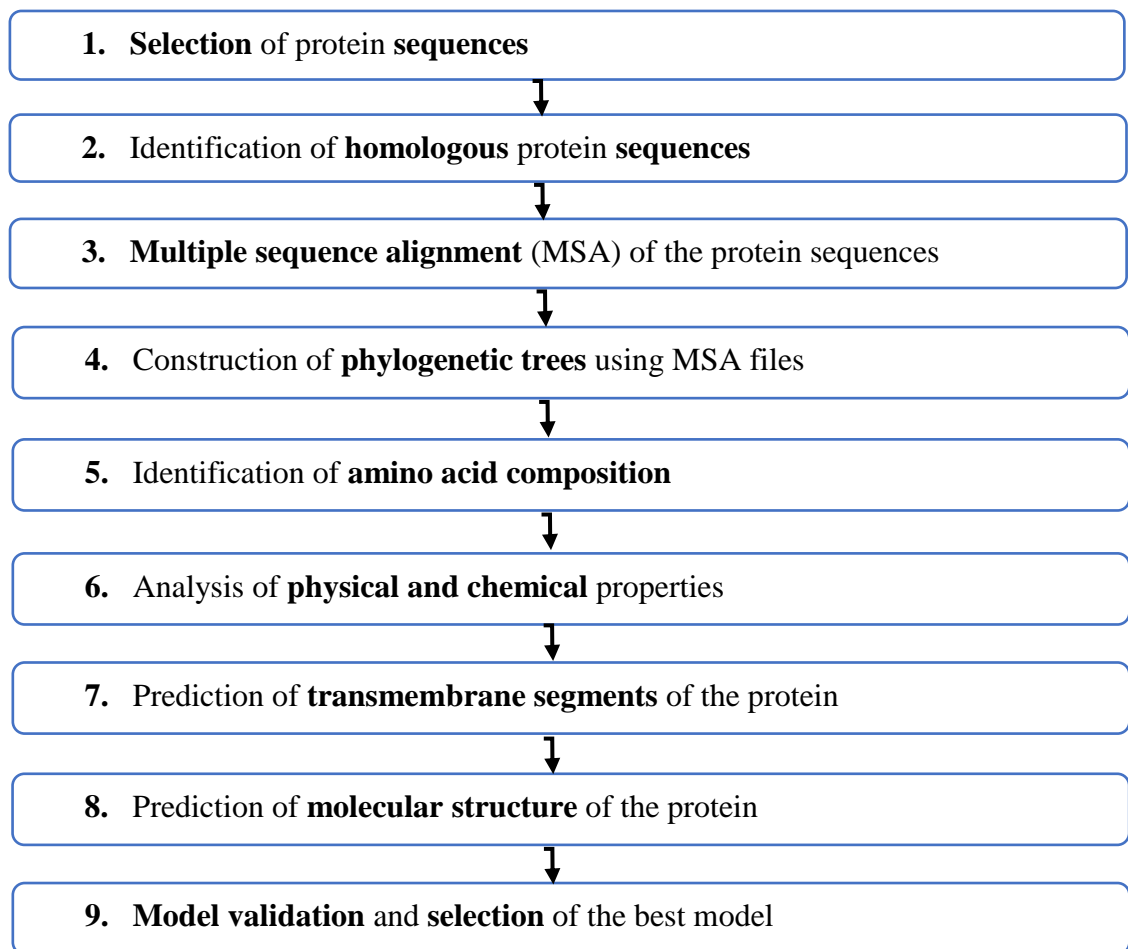 1. Selection of protein sequences
2. Identification of homologous protein sequences
3. Multiple sequence alignment (MSA) of the protein sequences
4. Construction of phylogenetic trees using MSA files
5. Identification of amino acid composition
6. Analysis of physical and chemical properties
7. Prediction of transmembrane segments of the protein
8. Prediction of molecular structure of the protein
9. Model validation and selection of the best model